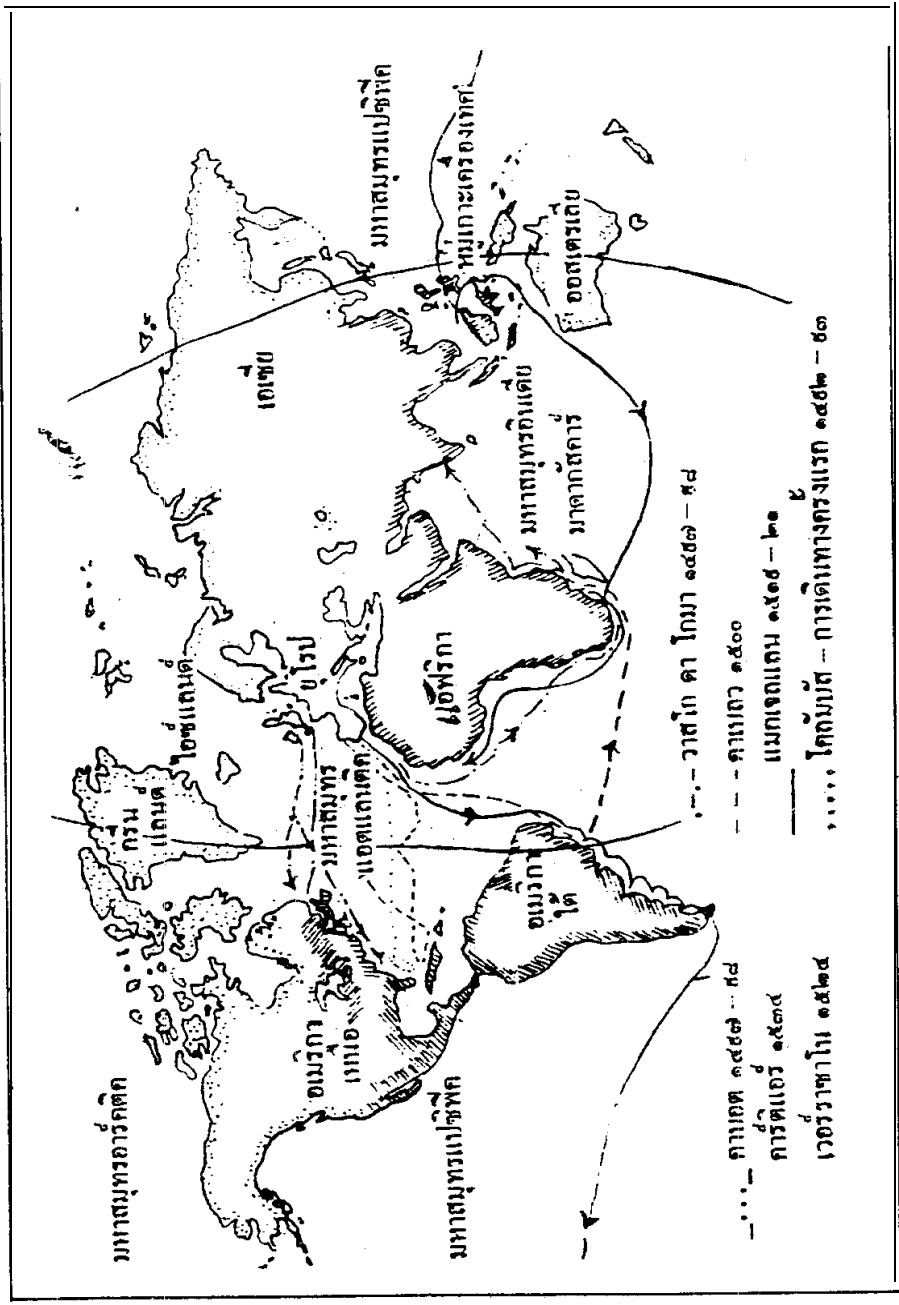 มหาสมุทรอาร์คติค
กรีน
แลนด์
ไอซ์แลนด์
ยุโรป
เอเชีย
มหาสมุทรแปซิฟิค
อเมริกา
เหนือ
มหาสมุทร
แอตแลนติค
แอฟริกา
มหาสมุทรอินเดีย
มาดากัสการ์
หมู่เกาะเครื่องเทศ
ออสเตรเลีย
มหาสมุทรแปซิฟิค
อเมริกา
ใต้
–...– คาบอต ๑๔๙๗ – ๙๘
คาร์ติแอร์ ๑๕๓๔
เวอร์ราซาโน ๑๕๒๔
.–.– วาสโก ดา โกมา ๑๔๙๗ – ๙๘
– – คาเบลว ๑๕๐๐
แมกเจลแลน ๑๕๑๙ – ๒๑
..... โคลัมบัส – การเดินทางครั้งแรก ๑๔๙๒ – ๙๓